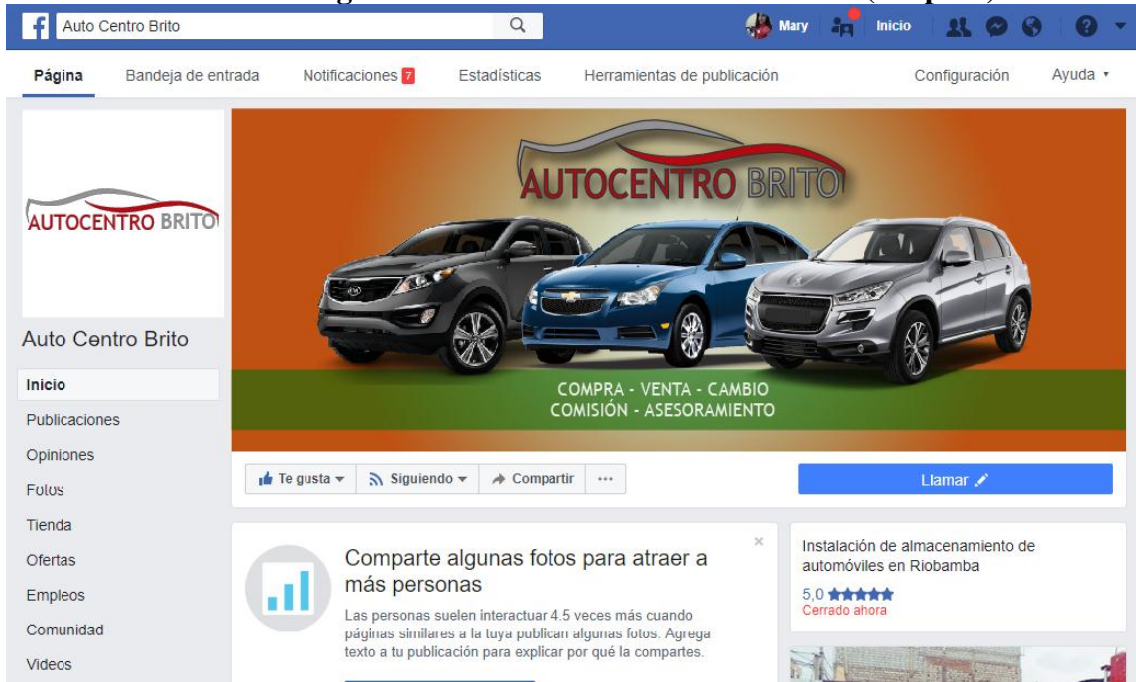 Auto Centro Brito
Mary
Inicio
Página
Bandeja de entrada
Notificaciones 7
Estadísticas
Herramientas de publicación
Configuración
Ayuda
AUTOCENTRO BRITO
AUTOCENTRO BRITO
COMPRA - VENTA - CAMBIO
COMISIÓN - ASESORAMIENTO
Auto Centro Brito
Inicio
Publicaciones
Opiniones
Fotos
Tienda
Ofertas
Empleos
Comunidad
Videos
Te gusta
Siguiendo
Compartir
Llamar
Comparte algunas fotos para atraer a
más personas
Las personas suelen interactuar 4.5 veces más cuando
páginas similares a la tuya publican algunas fotos. Agrega
texto a tu publicación para explicar por qué la compartes.
Instalación de almacenamiento de
automóviles en Riobamba
5,0
Cerrado ahora